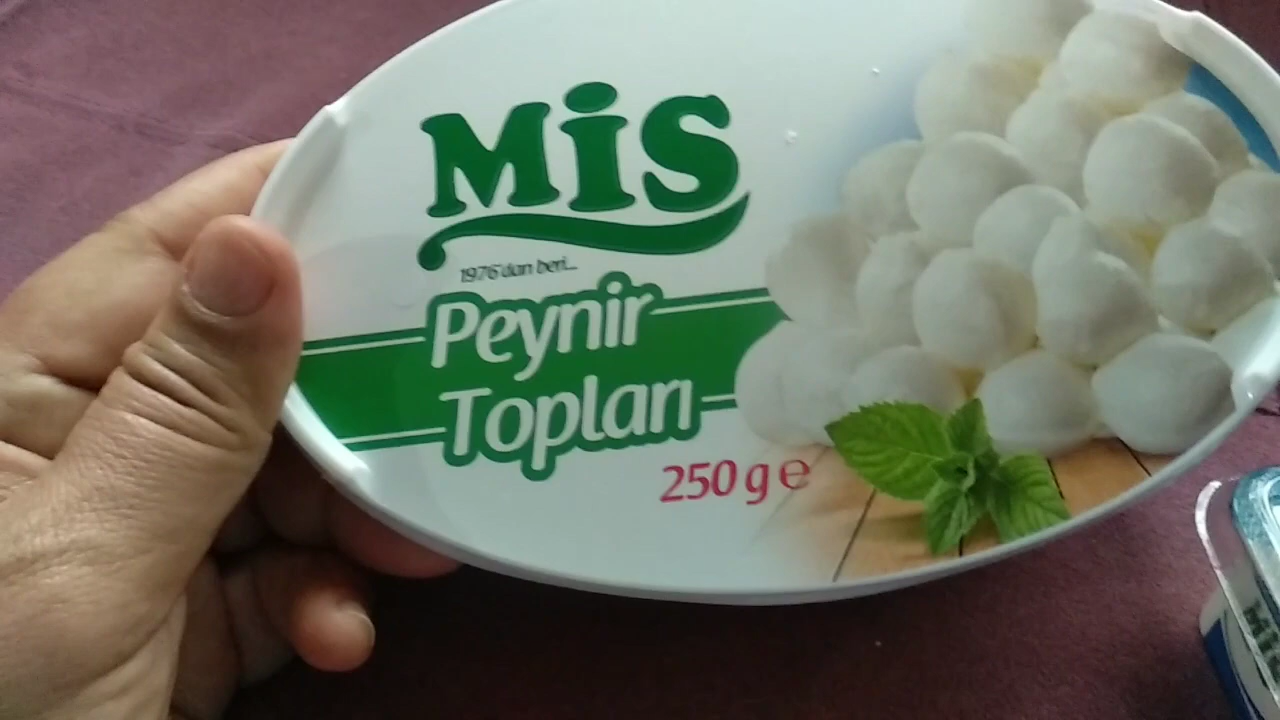 MiS
1976'dan beri...
Peynir
Topları
250 g e